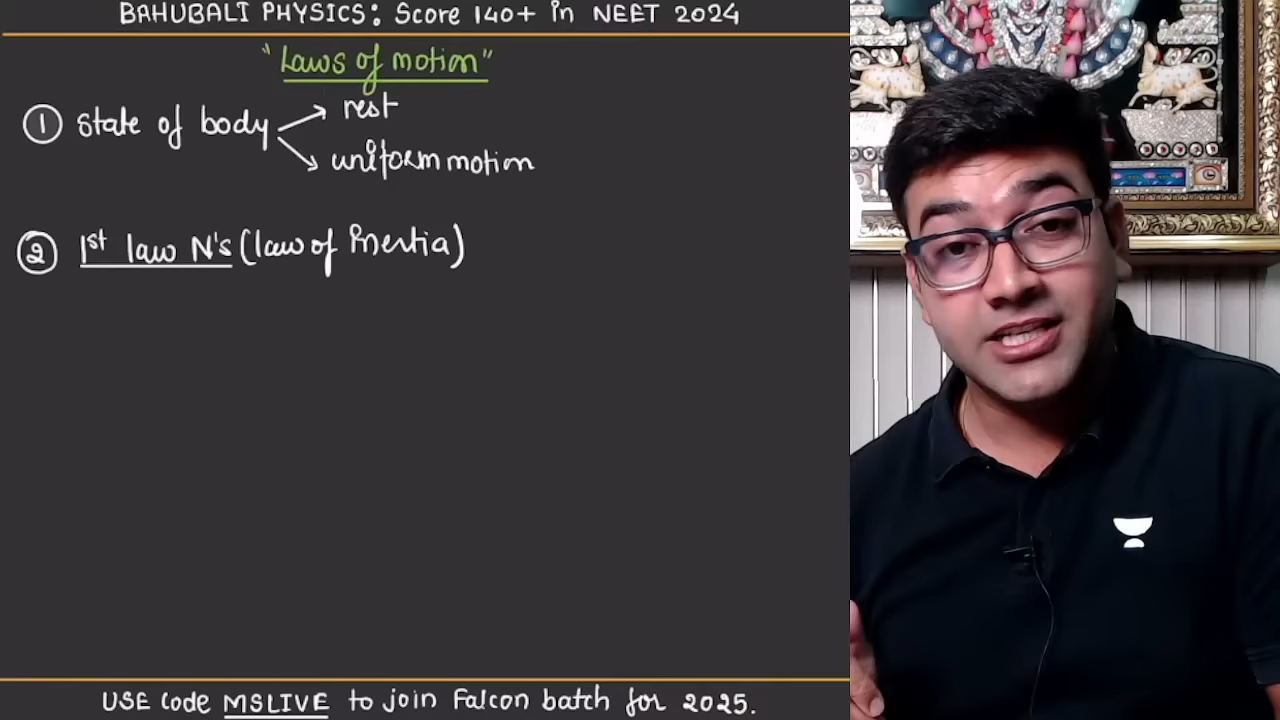 BAHUBALI PHYSICS: Score 140+ in NEET 2024
"Laws of motion"
① State of body → rest
→ uniform motion
② 1st law N's (law of Inertia)
USE Code MSLIVE to join Falcon batch for 2025.